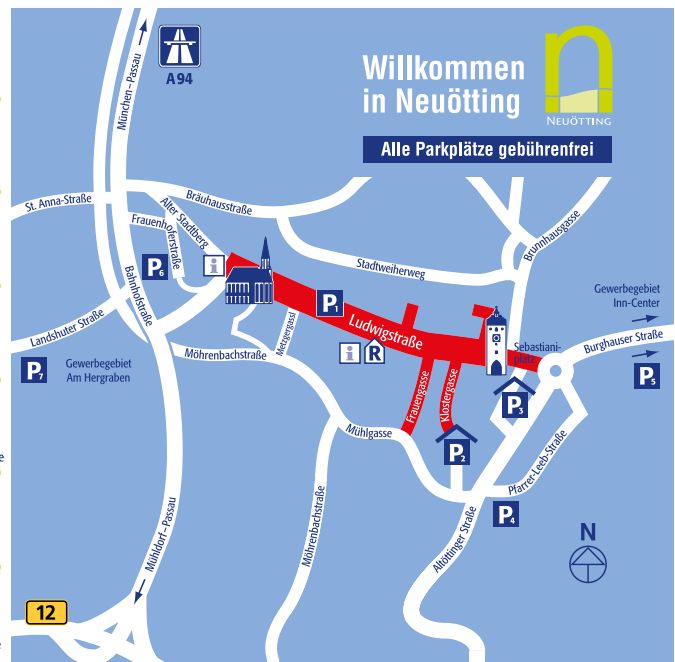 Willkommen
in Neuötting
NEUÖTTING
Alle Parkplätze gebührenfrei
A94
München–Passau
St. Anna-Straße
Bräuhausstraße
Alter Stadtberg
Frauenhoferstraße
Brunnhausgasse
Stadtweiherweg
P6
i
Bahnhofstraße
P1
Gewerbegebiet
Inn-Center
Landshuter Straße
Ludwigstraße
Burghauser Straße
Metzgergassl
Möhrenbachstraße
i
R
Sebastiani-
platz
P7
Gewerbegebiet
Am Hergraben
P5
Frauengasse
Klostergasse
P3
Mühlgasse
P2
Pfarrer-Leeb-Straße
P4
Möhrenbachstraße
Altöttinger Straße
Mühldorf–Passau
N
12